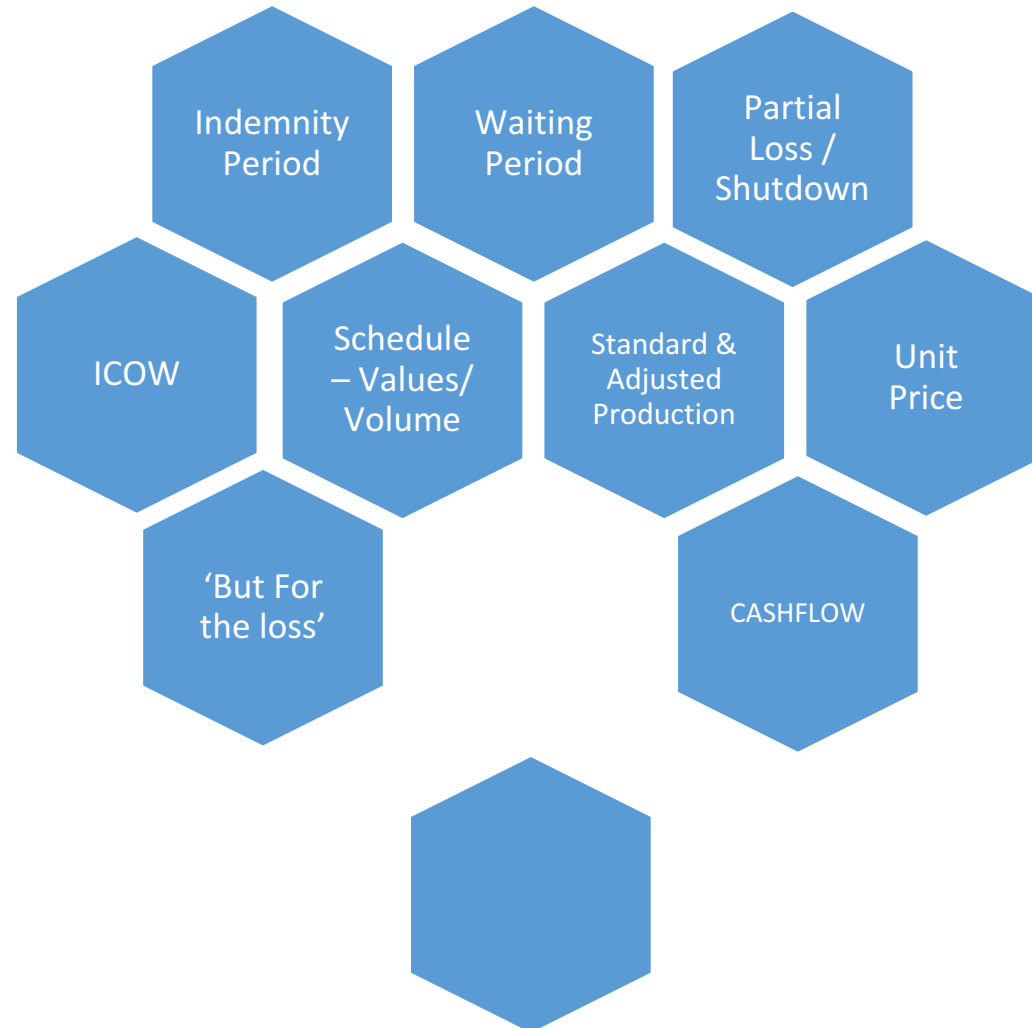 Indemnity
Period
Waiting
Period
Partial
Loss /
Shutdown
ICOW
Schedule
– Values/
Volume
Standard &
Adjusted
Production
Unit
Price
‘But For
the loss’
CASHFLOW